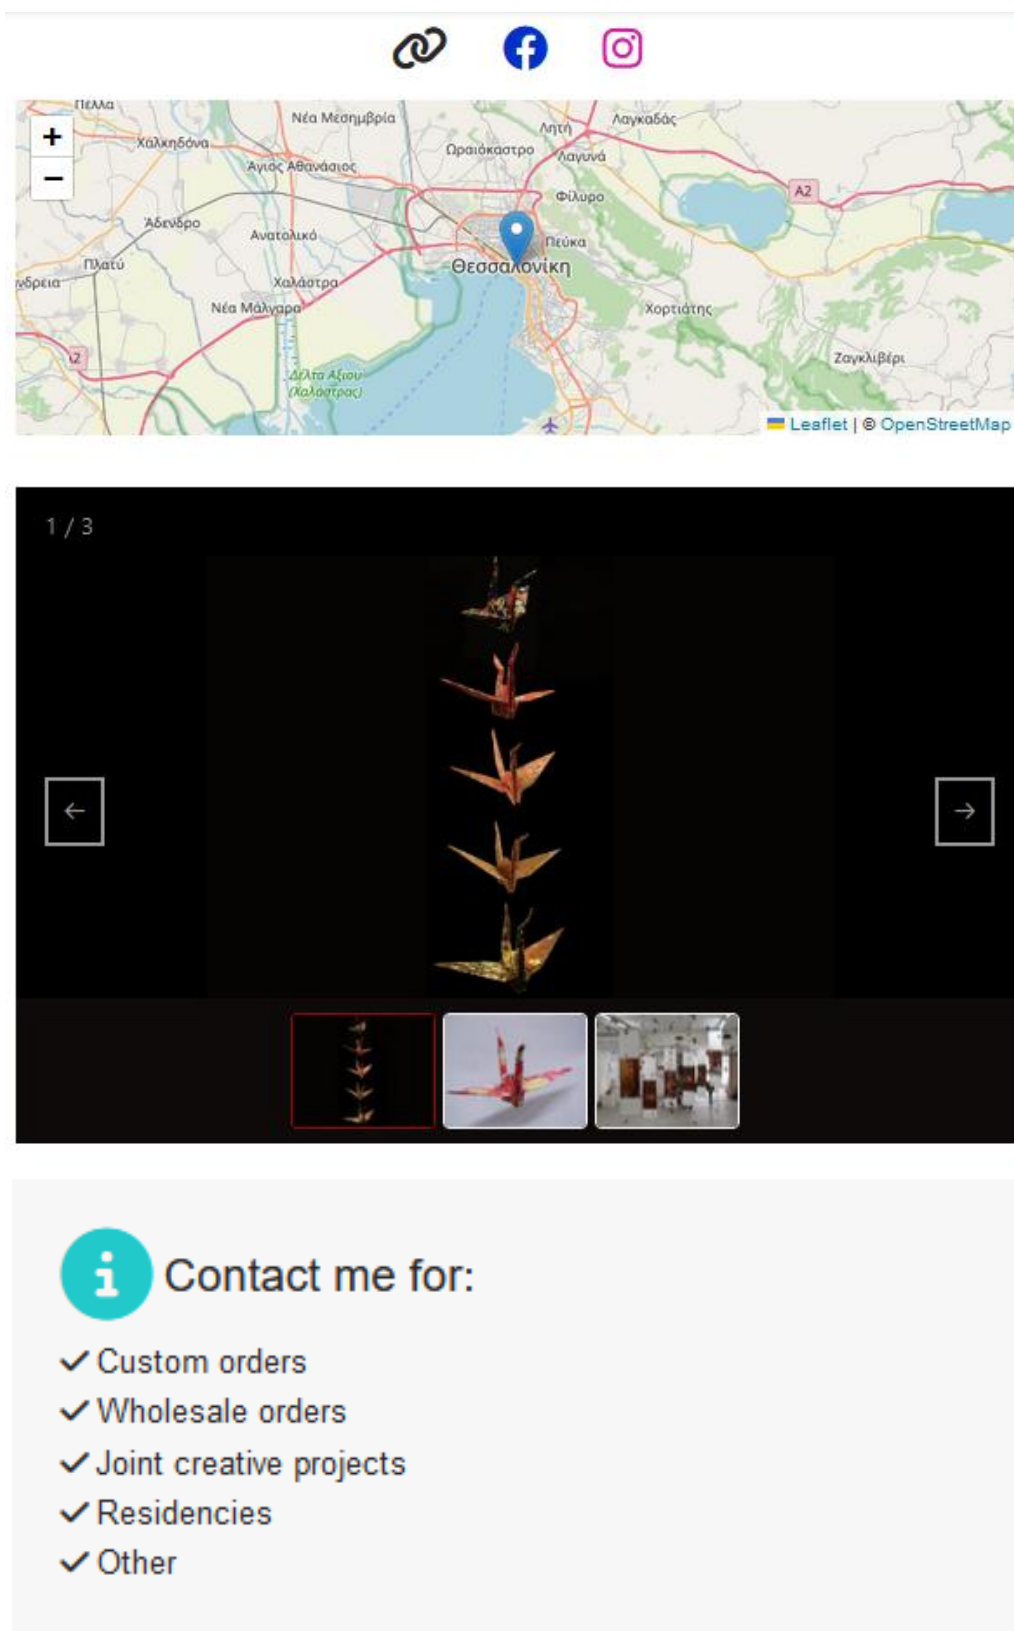 Πέλλα
Νέα Μεσημβρία
Λητή
Λαγκαδάς
+
Χαλκηδόνα
Ωραιόκαστρο
Λαγυνά
Άγιος Αθανάσιος
−
Φίλυρο
A2
Άδενδρο
Ανατολικό
Πεύκα
Πλατύ
Θεσσαλονίκη
νδρεια
Χαλάστρα
Νέα Μάλγαρα
Χορτιάτης
Ζαγκλιβέρι
Δέλτα Αξιού
(Χαλάστρας)
Leaflet | © OpenStreetMap
1 / 3
Contact me for:
Custom orders
Wholesale orders
Joint creative projects
Residencies
Other